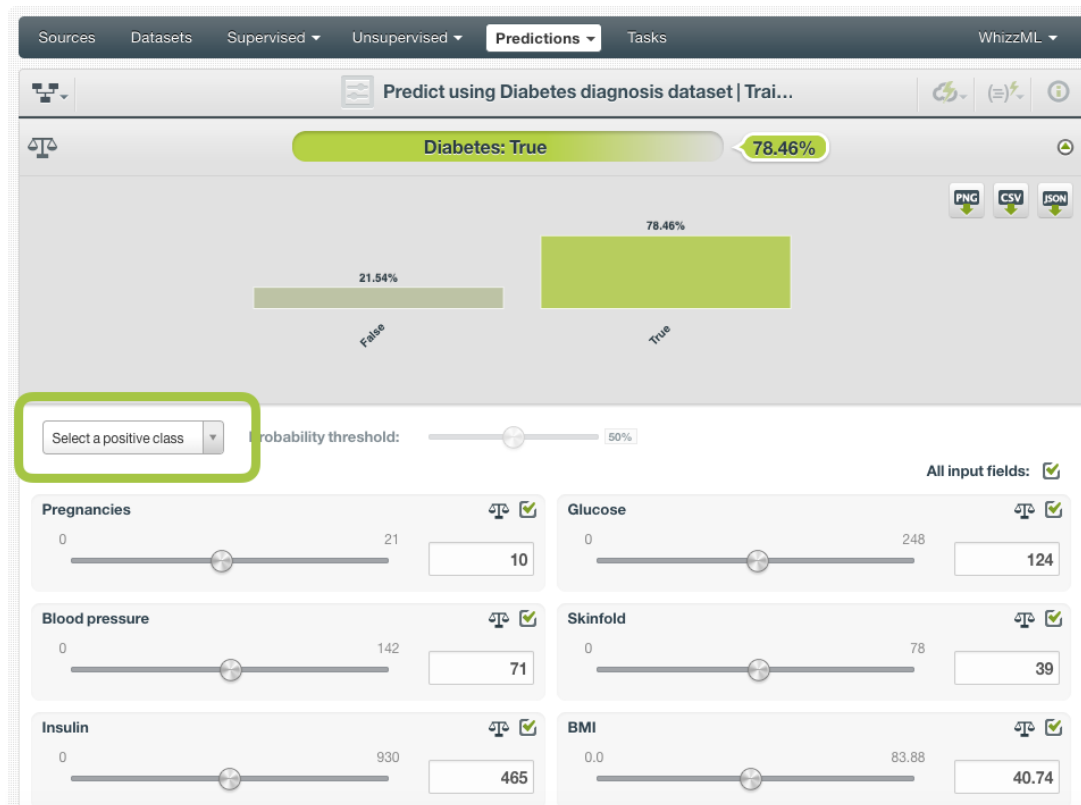 Sources Datasets Supervised Unsupervised Predictions Tasks WhizzML
Predict using Diabetes diagnosis dataset | Trai...
Diabetes: True 78.46%
PNG CSV JSON
78.46%
21.54%
False True
Select a positive class Probability threshold: 50%
All input fields:
Pregnancies Glucose
0 21 0 248
10 124
Blood pressure Skinfold
0 142 0 78
71 39
Insulin BMI
0 930 0.0 83.88
465 40.74